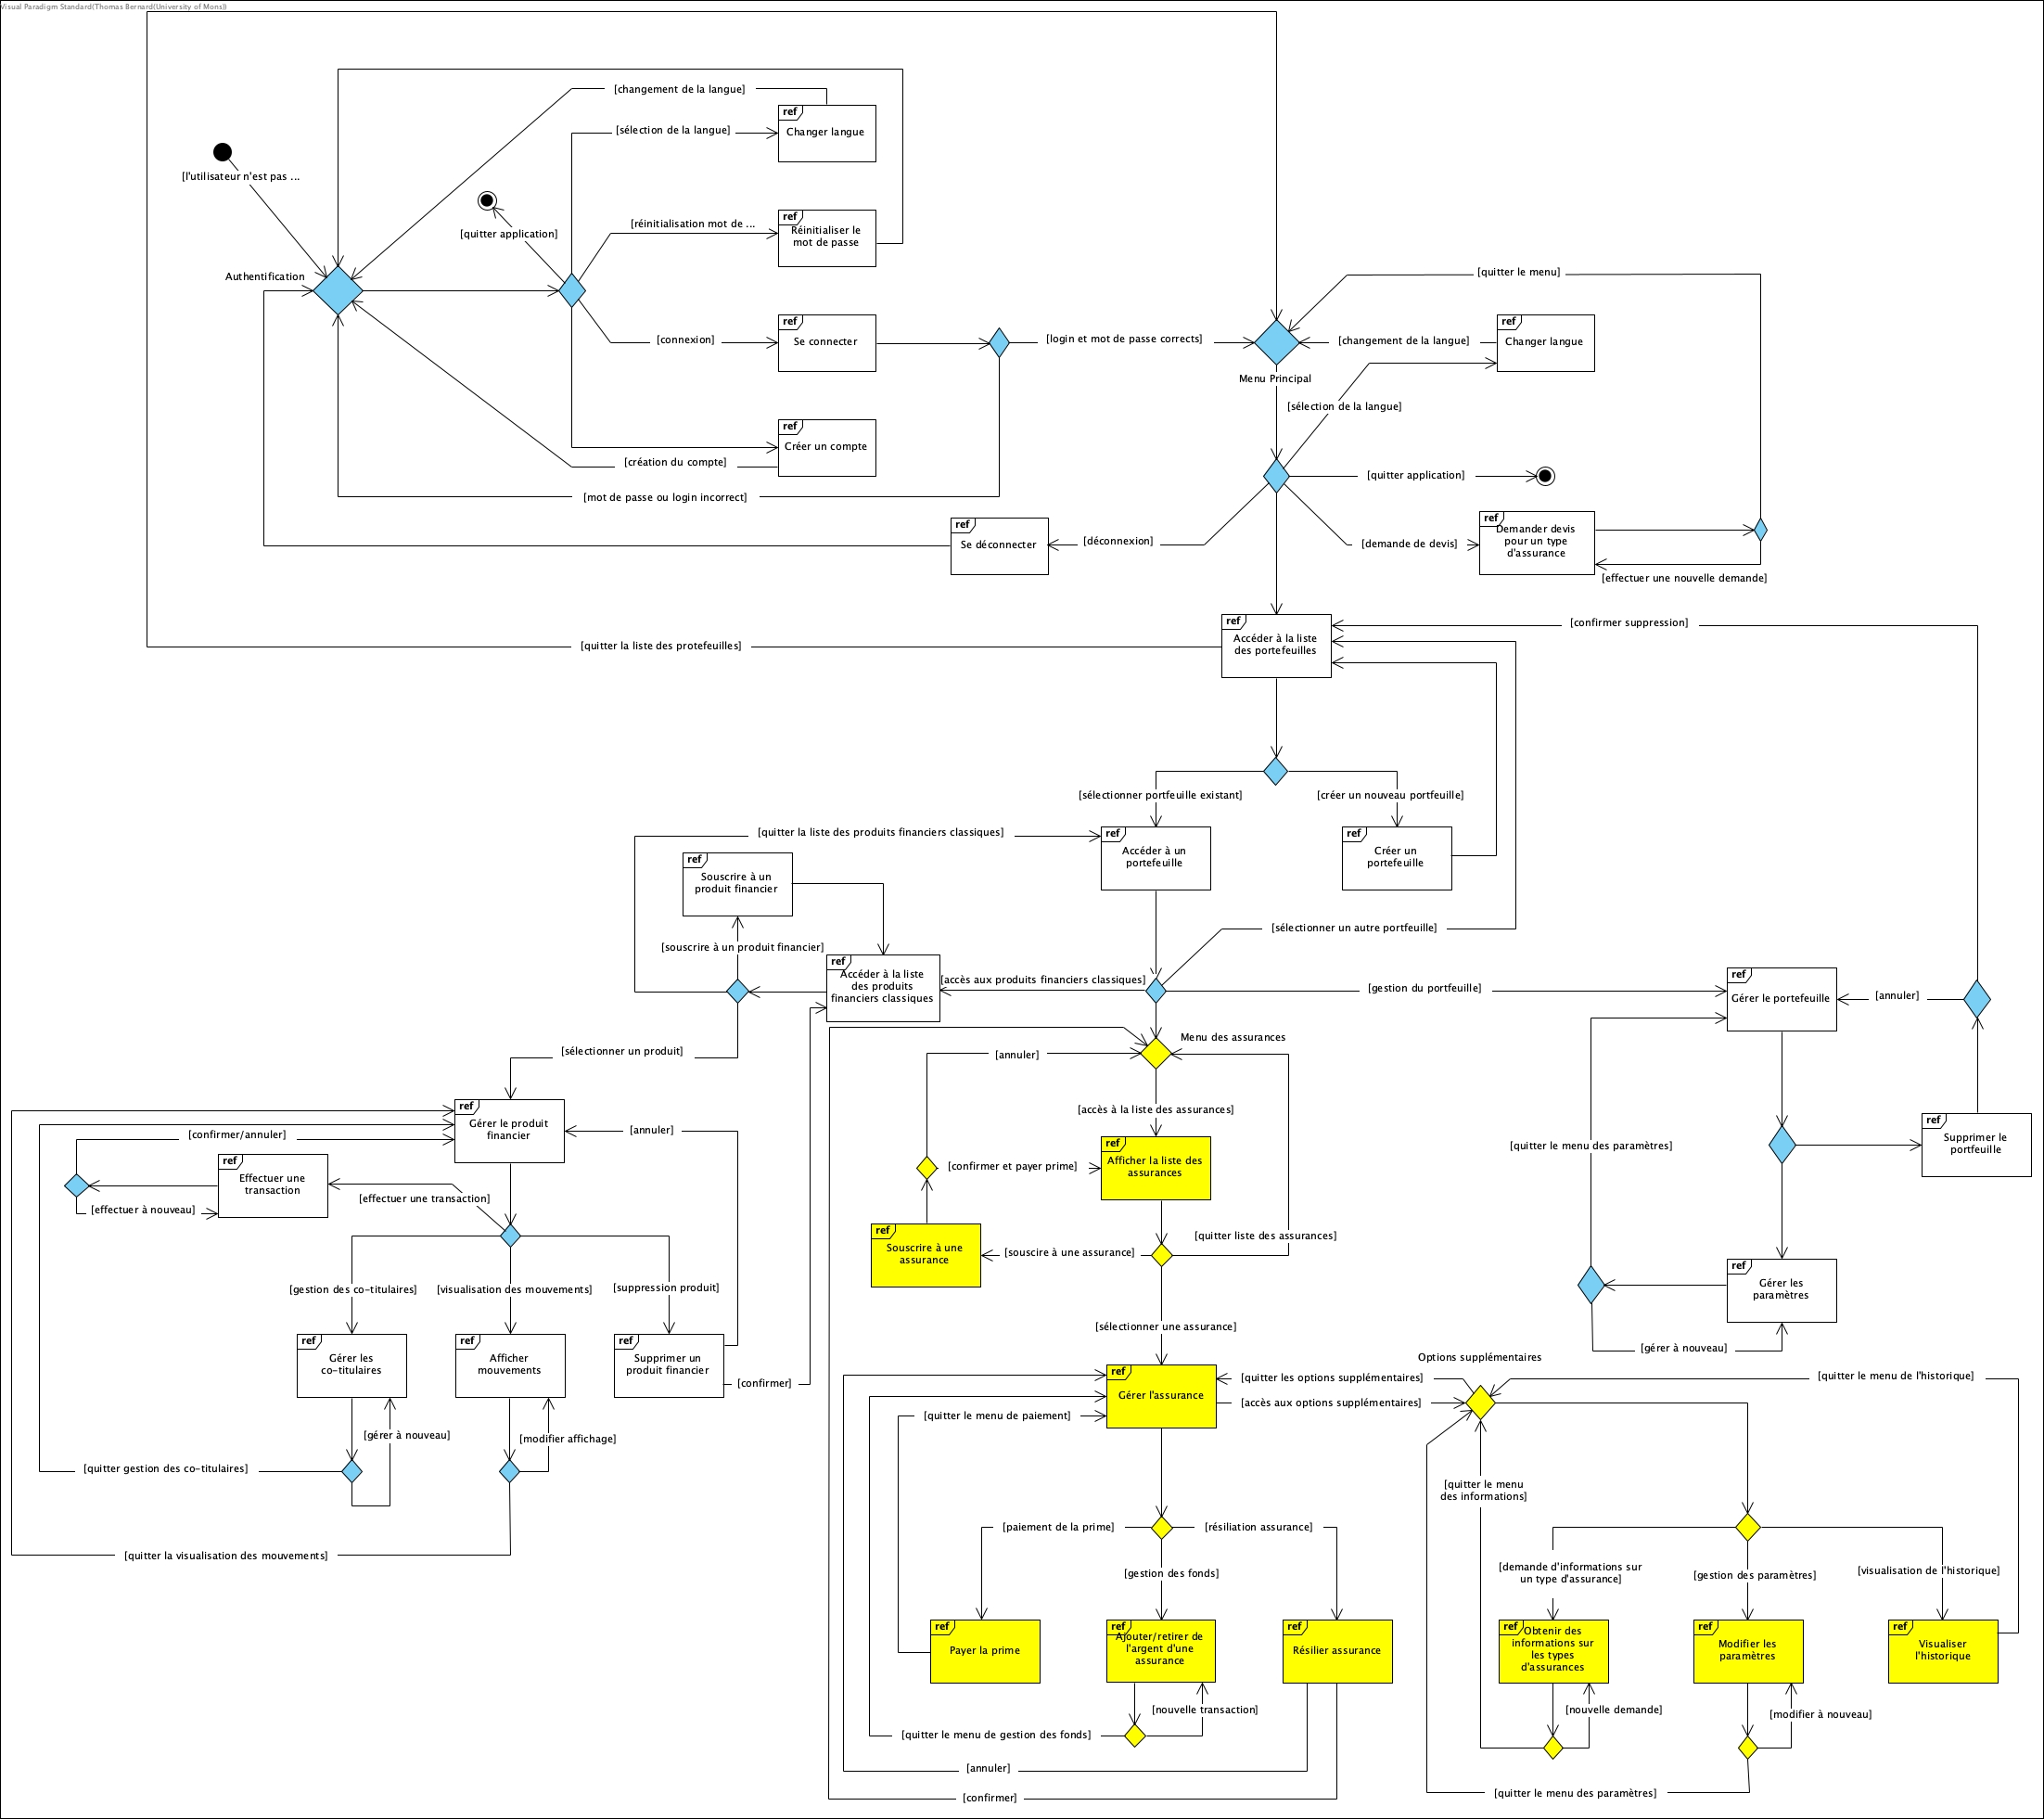 Visual Paradigm Standard(Thomas Bernard(University of Mons))
[changement de la langue]
ref
Changer langue
[sélection de la langue]
[l'utilisateur n'est pas ...
[quitter application]
[réinitialisation mot de ...
ref
Réinitialiser le
mot de passe
Authentification
[quitter le menu]
[connexion]
ref
Se connecter
[login et mot de passe corrects]
[changement de la langue]
ref
Changer langue
Menu Principal
[sélection de la langue]
ref
Créer un compte
[création du compte]
[quitter application]
[mot de passe ou login incorrect]
ref
Se déconnecter
[déconnexion]
[demande de devis]
ref
Demander devis
pour un type
d'assurance
[effectuer une nouvelle demande]
ref
Accéder à la liste
des portefeuilles
[confirmer suppression]
[quitter la liste des protefeuilles]
[sélectionner portfeuille existant]
[créer un nouveau portfeuille]
[quitter la liste des produits financiers classiques]
ref
Accéder à un
portefeuille
ref
Créer un
portefeuille
ref
Souscrire à un
produit financier
[sélectionner un autre portfeuille]
[souscrire à un produit financier]
ref
Accéder à la liste
des produits
financiers classiques
[accès aux produits financiers classiques]
[gestion du portfeuille]
ref
Gérer le portefeuille
[annuler]
Menu des assurances
[sélectionner un produit]
[annuler]
ref
Gérer le produit
financier
[annuler]
[confirmer/annuler]
[accès à la liste des assurances]
ref
Supprimer le
portfeuille
[quitter le menu des paramètres]
ref
Effectuer une
transaction
[effectuer une transaction]
[effectuer à nouveau]
[confirmer et payer prime]
ref
Afficher la liste des
assurances
[quitter liste des assurances]
ref
Souscrire à une
assurance
[souscire à une assurance]
[gestion des co-titulaires]
[visualisation des mouvements]
[suppression produit]
ref
Gérer les
paramètres
[sélectionner une assurance]
[gérer à nouveau]
ref
Gérer les
co-titulaires
ref
Afficher
mouvements
ref
Supprimer un
produit financier
[confirmer]
Options supplémentaires
ref
Gérer l'assurance
[quitter les options supplémentaires]
[quitter le menu de l'historique]
[accès aux options supplémentaires]
[quitter le menu de paiement]
[gérer à nouveau]
[modifier affichage]
[quitter gestion des co-titulaires]
[quitter le menu
des informations]
[quitter la visualisation des mouvements]
[paiement de la prime]
[résiliation assurance]
[gestion des fonds]
[demande d'informations sur
un type d'assurance]
[gestion des paramètres]
[visualisation de l'historique]
ref
Payer la prime
ref
Ajouter/retirer de
l'argent d'une
assurance
ref
Résilier assurance
ref
Obtenir des
informations sur
les types
d'assurances
ref
Modifier les
paramètres
ref
Visualiser
l'historique
[nouvelle transaction]
[nouvelle demande]
[modifier à nouveau]
[quitter le menu de gestion des fonds]
[annuler]
[quitter le menu des paramètres]
[confirmer]